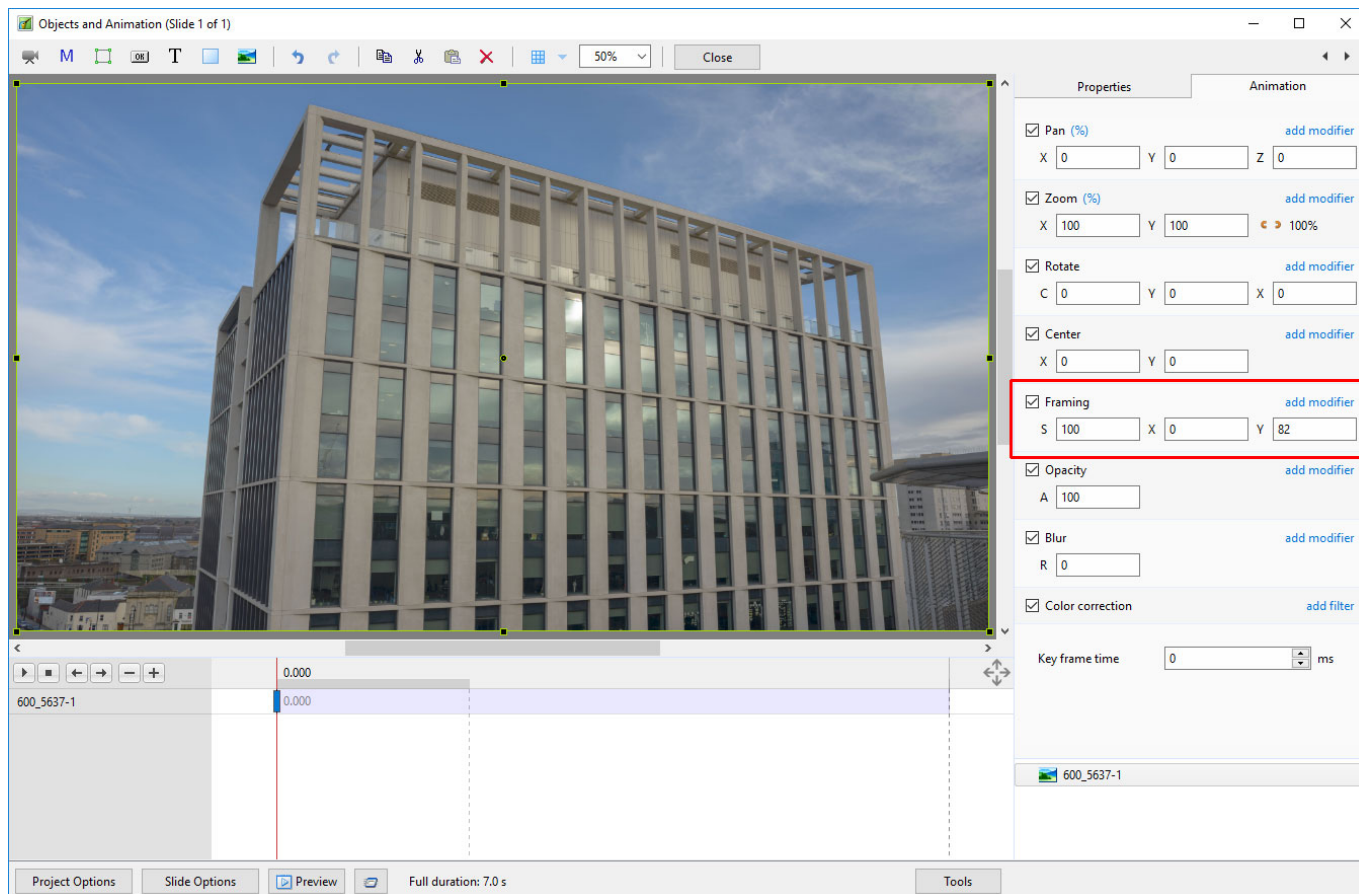 Objects and Animation (Slide 1 of 1)
M OK T 50% Close
Properties Animation
Pan (%) add modifier
X 0 Y 0 Z 0
Zoom (%) add modifier
X 100 Y 100 100%
Rotate add modifier
C 0 Y 0 X 0
Center add modifier
X 0 Y 0
Framing add modifier
S 100 X 0 Y 82
Opacity add modifier
A 100
Blur add modifier
R 0
Color correction add filter
Key frame time 0 ms
0.000
600_5637-1 0.000
600_5637-1
Project Options Slide Options Preview Full duration: 7.0 s Tools